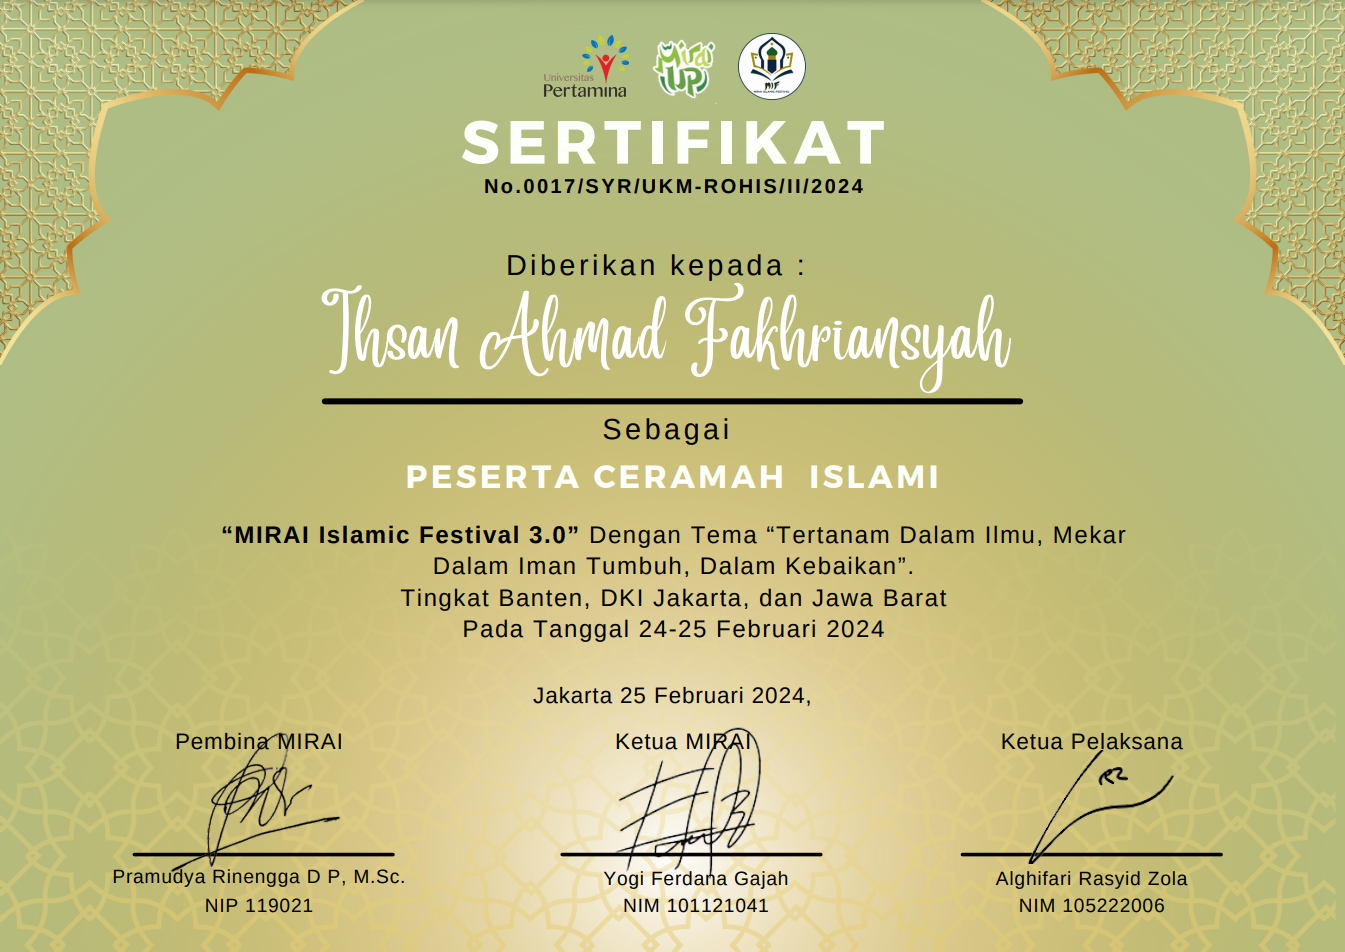 Universitas
Pertamina
Mirai
UP
MIF
MIRAI ISLAMIC FESTIVAL
SERTIFIKAT
No.0017/SYR/UKM-ROHIS/II/2024
Diberikan kepada :
Ihsan Ahmad Fakhriansyah
Sebagai
PESERTA CERAMAH ISLAMI
“MIRAI Islamic Festival 3.0” Dengan Tema “Tertanam Dalam Ilmu, Mekar
Dalam Iman Tumbuh, Dalam Kebaikan”.
Tingkat Banten, DKI Jakarta, dan Jawa Barat
Pada Tanggal 24-25 Februari 2024
Jakarta 25 Februari 2024,
Pembina MIRAI
Ketua MIRAI
Ketua Pelaksana
Pramudya Rinengga D P, M.Sc.
Yogi Ferdana Gajah
Alghifari Rasyid Zola
NIP 119021
NIM 101121041
NIM 105222006